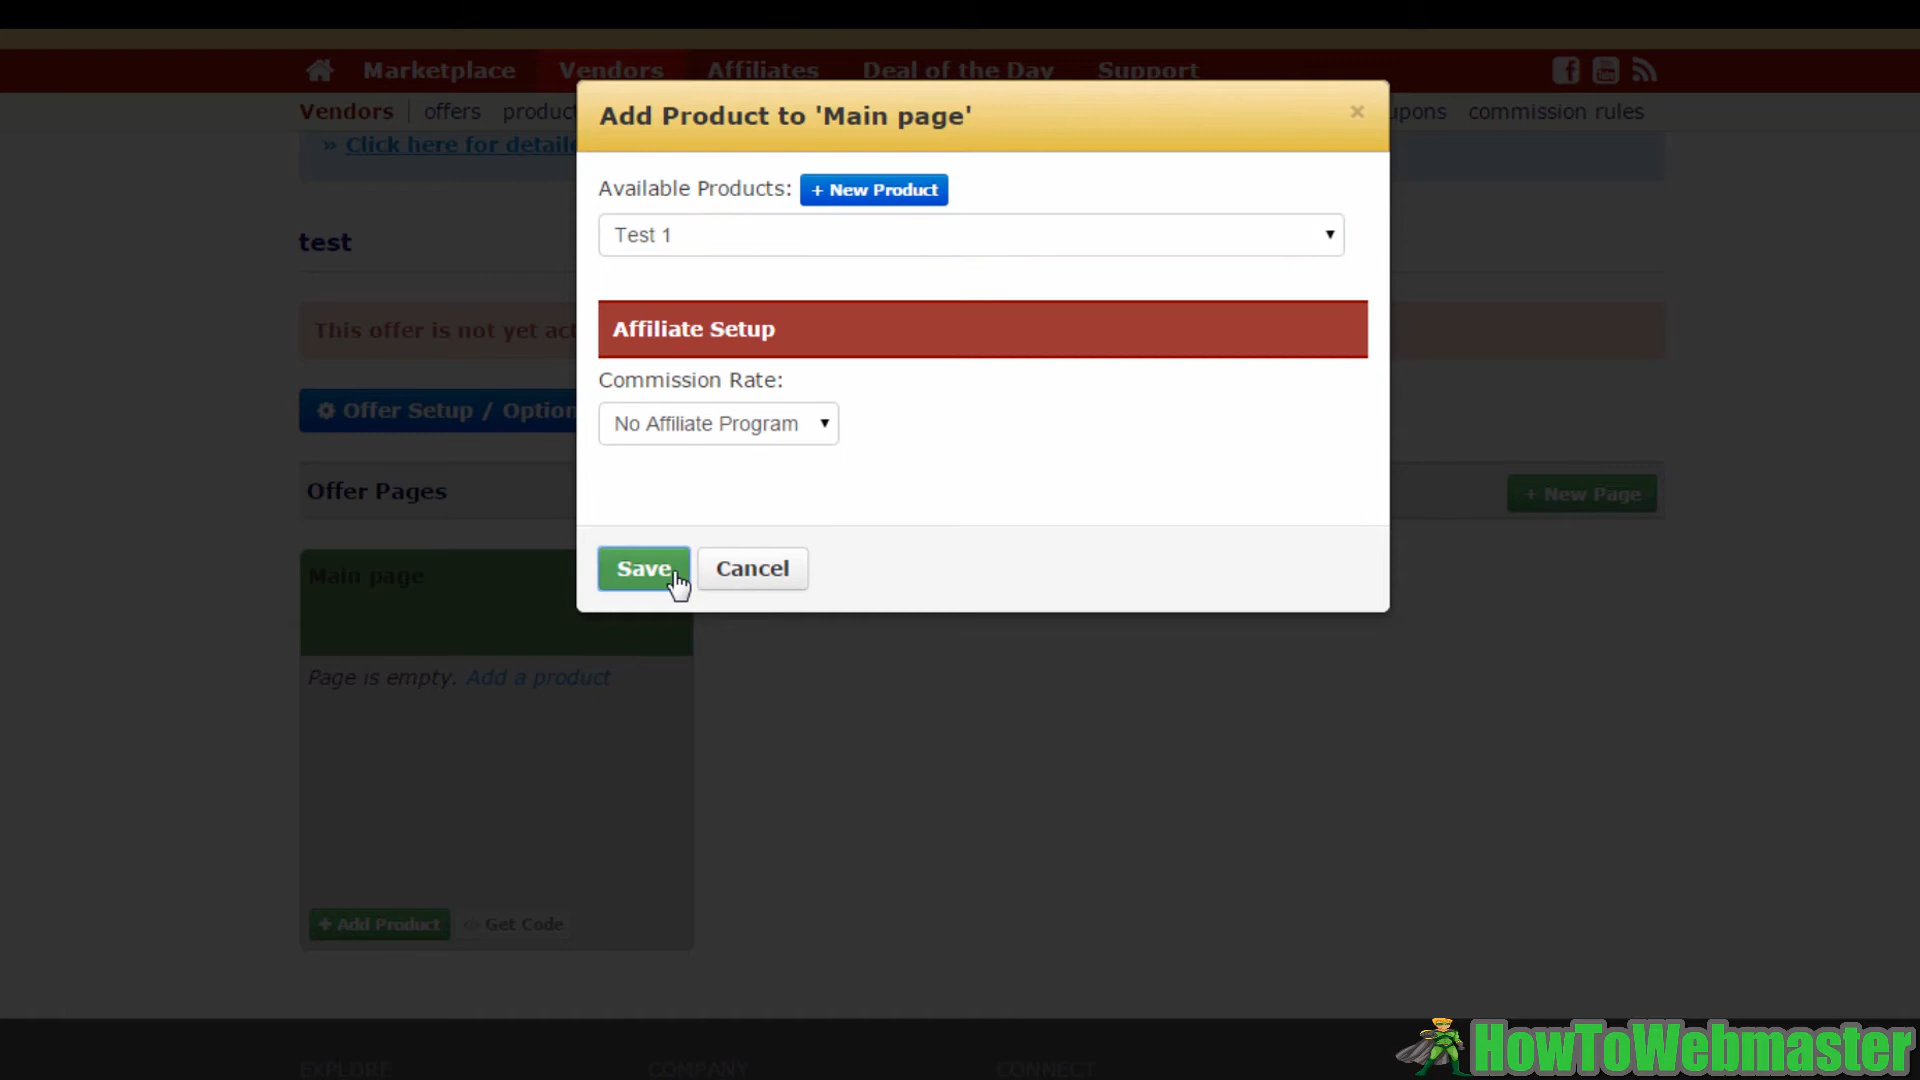 Marketplace Vendors Affiliates Deal of the Day Support
Vendors offers product
pons commission rules
» Click here for detaile
Add Product to 'Main page'
×
Available Products: + New Product
Test 1
test
Affiliate Setup
This offer is not yet act
Commission Rate:
No Affiliate Program
Offer Setup / Option
Offer Pages
+ New Page
Save Cancel
Main page
Page is empty. Add a product
+ Add Product Get Code
EXPLORE COMPANY CONNECT
HowToWebmaster